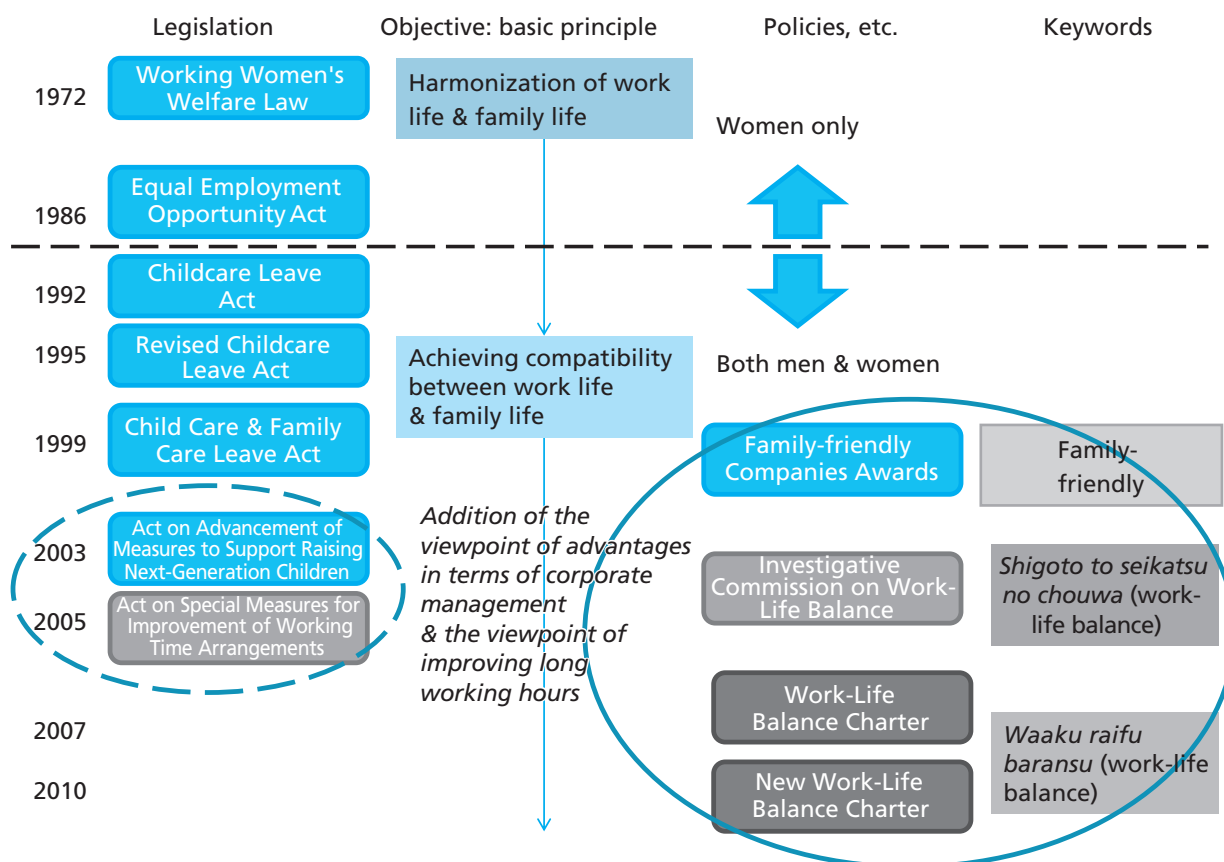 Legislation
Objective: basic principle
Policies, etc.
Keywords
1972
Working Women's
Welfare Law
Harmonization of work
life & family life
Women only
1986
Equal Employment
Opportunity Act
1992
Childcare Leave
Act
1995
Revised Childcare
Leave Act
Achieving compatibility
between work life
& family life
Both men & women
1999
Child Care & Family
Care Leave Act
Family-friendly
Companies Awards
Family-
friendly
2003
Act on Advancement of
Measures to Support Raising
Next-Generation Children
Addition of the
viewpoint of advantages
in terms of corporate
management
& the viewpoint of
improving long
working hours
Investigative
Commission on Work-
Life Balance
Shigoto to seikatsu
no chouwa (work-
life balance)
2005
Act on Special Measures for
Improvement of Working
Time Arrangements
2007
Work-Life
Balance Charter
Waaku raifu
baransu (work-life
balance)
2010
New Work-Life
Balance Charter